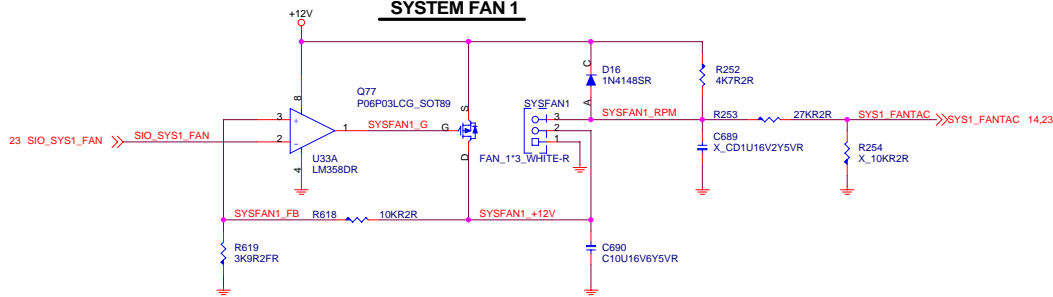 SYSTEM FAN 1
+12V
D16
1N4148SR
C
A
R252
4K7R2R
Q77
P06P03LCG_SOT89
S
G
D
SYSFAN1
3
2
1
FAN_1*3_WHITE-R
SYSFAN1_RPM
R253
27KR2R
SYS1_FANTAC
SYS1_FANTAC 14,23
C689
X_CD1U16V2Y5VR
R254
X_10KR2R
23 SIO_SYS1_FAN
SIO_SYS1_FAN
8
3
+
2
-
1
4
SYSFAN1_G
U33A
LM358DR
SYSFAN1_FB
R618
10KR2R
SYSFAN1_+12V
R619
3K9R2FR
C690
C10U16V6Y5VR